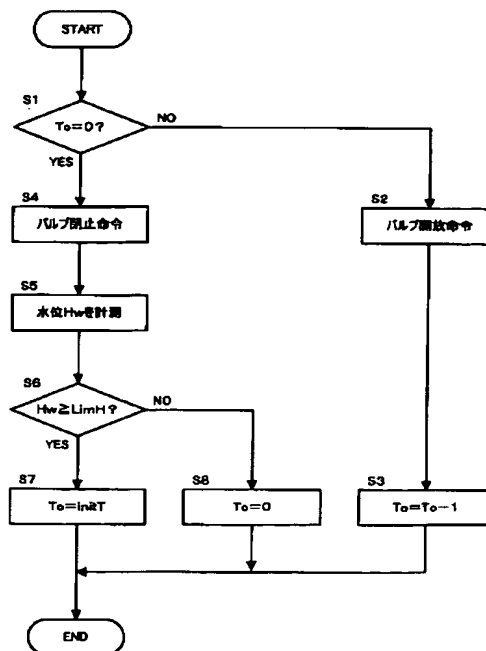 START
S1
To=0?
NO
YES
S4
バルブ閉止命令
S2
バルブ開放命令
S5
水位Hwを計測
S6
Hw≧LimH?
NO
YES
S7
To=initT
S8
To=0
S3
To=To-1
END